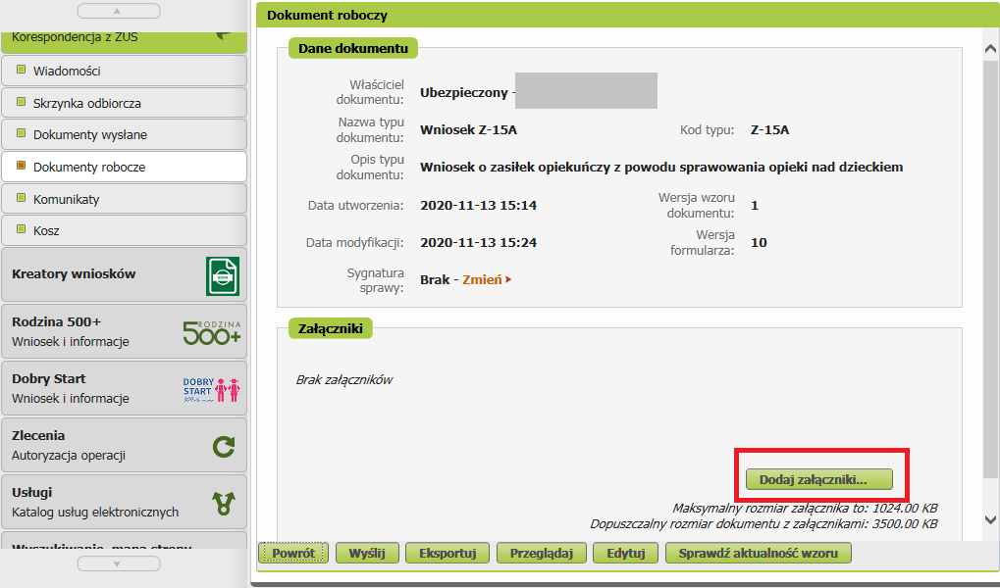 Korespondencja z ZUS
Wiadomości
Skrzynka odbiorcza
Dokumenty wysłane
Dokumenty robocze
Komunikaty
Kosz
Kreatory wniosków
www
Rodzina 500+
Wniosek i informacje
RODZINA
500+
Dobry Start
Wniosek i informacje
DOBRY
START
Zlecenia
Autoryzacja operacji
Usługi
Katalog usług elektronicznych
Wyszukiwanie, mapa strony
Dokument roboczy
Dane dokumentu
Właściciel
dokumentu:
Ubezpieczony -
Nazwa typu
dokumentu:
Wniosek Z-15A
Kod typu:
Z-15A
Opis typu
dokumentu:
Wniosek o zasiłek opiekuńczy z powodu sprawowania opieki nad dzieckiem
Data utworzenia:
2020-11-13 15:14
Wersja wzoru
dokumentu:
1
Data modyfikacji:
2020-11-13 15:24
Wersja
formularza:
10
Sygnatura
sprawy:
Brak - Zmień
Załączniki
Brak załączników
Dodaj załączniki...
Maksymalny rozmiar załącznika to: 1024.00 KB
Dopuszczalny rozmiar dokumentu z załącznikami: 3500.00 KB
Powrót
Wyślij
Eksportuj
Przeglądaj
Edytuj
Sprawdź aktualność wzoru